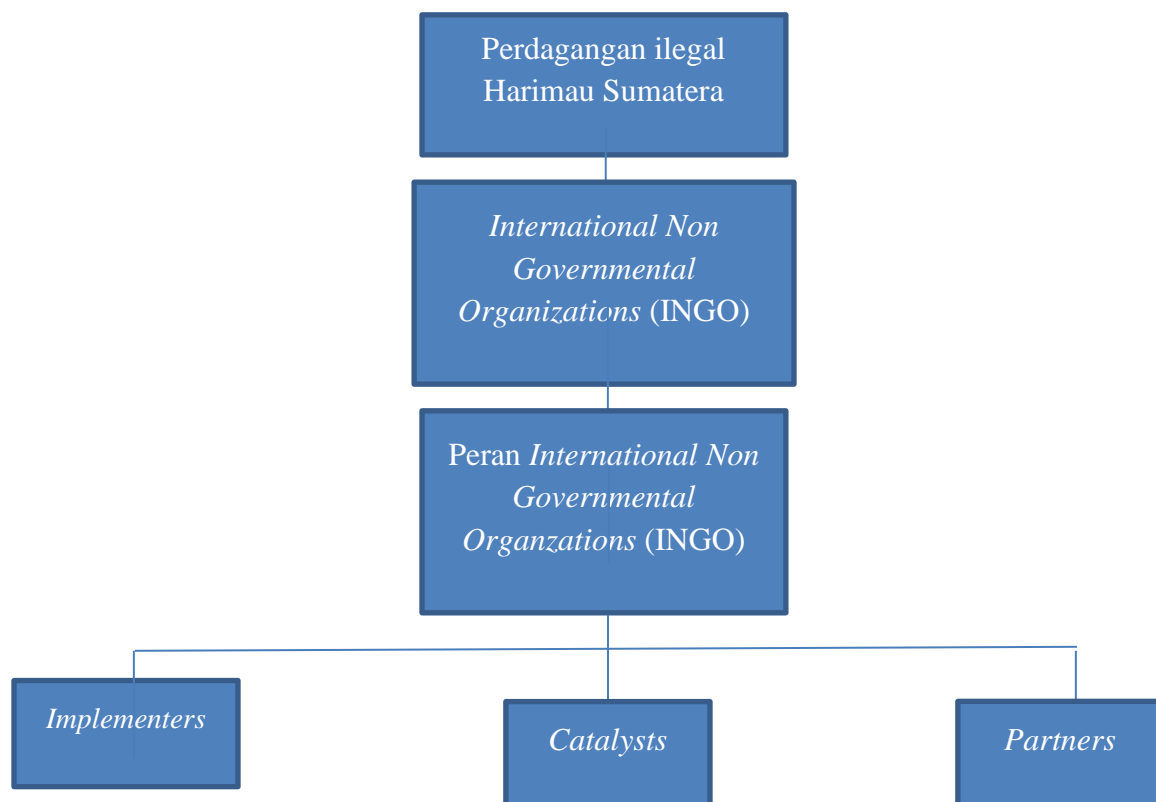 Perdagangan ilegal
Harimau Sumatera
International Non
Governmental
Organizations (INGO)
Peran International Non
Governmental
Organzations (INGO)
Implementers
Catalysts
Partners